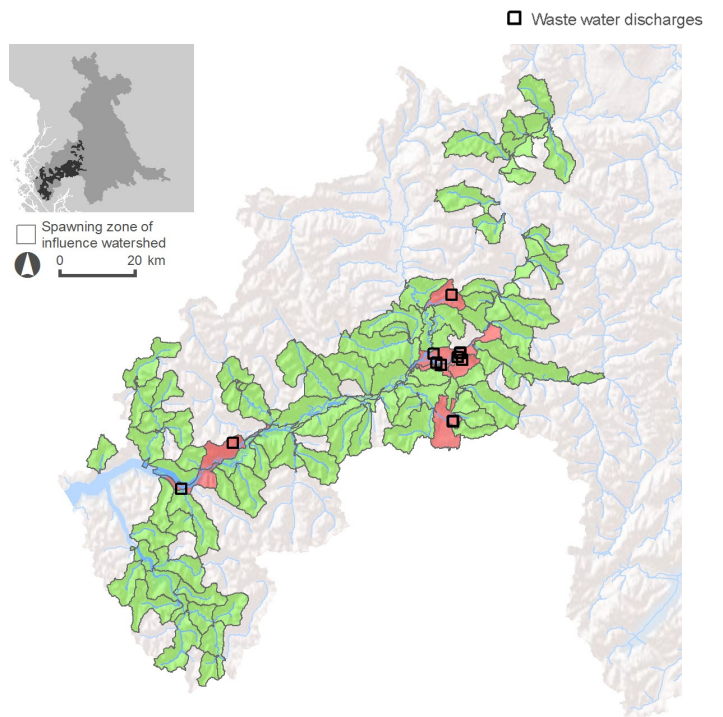 Waste water discharges
Spawning zone of
influence watershed
0 20 km